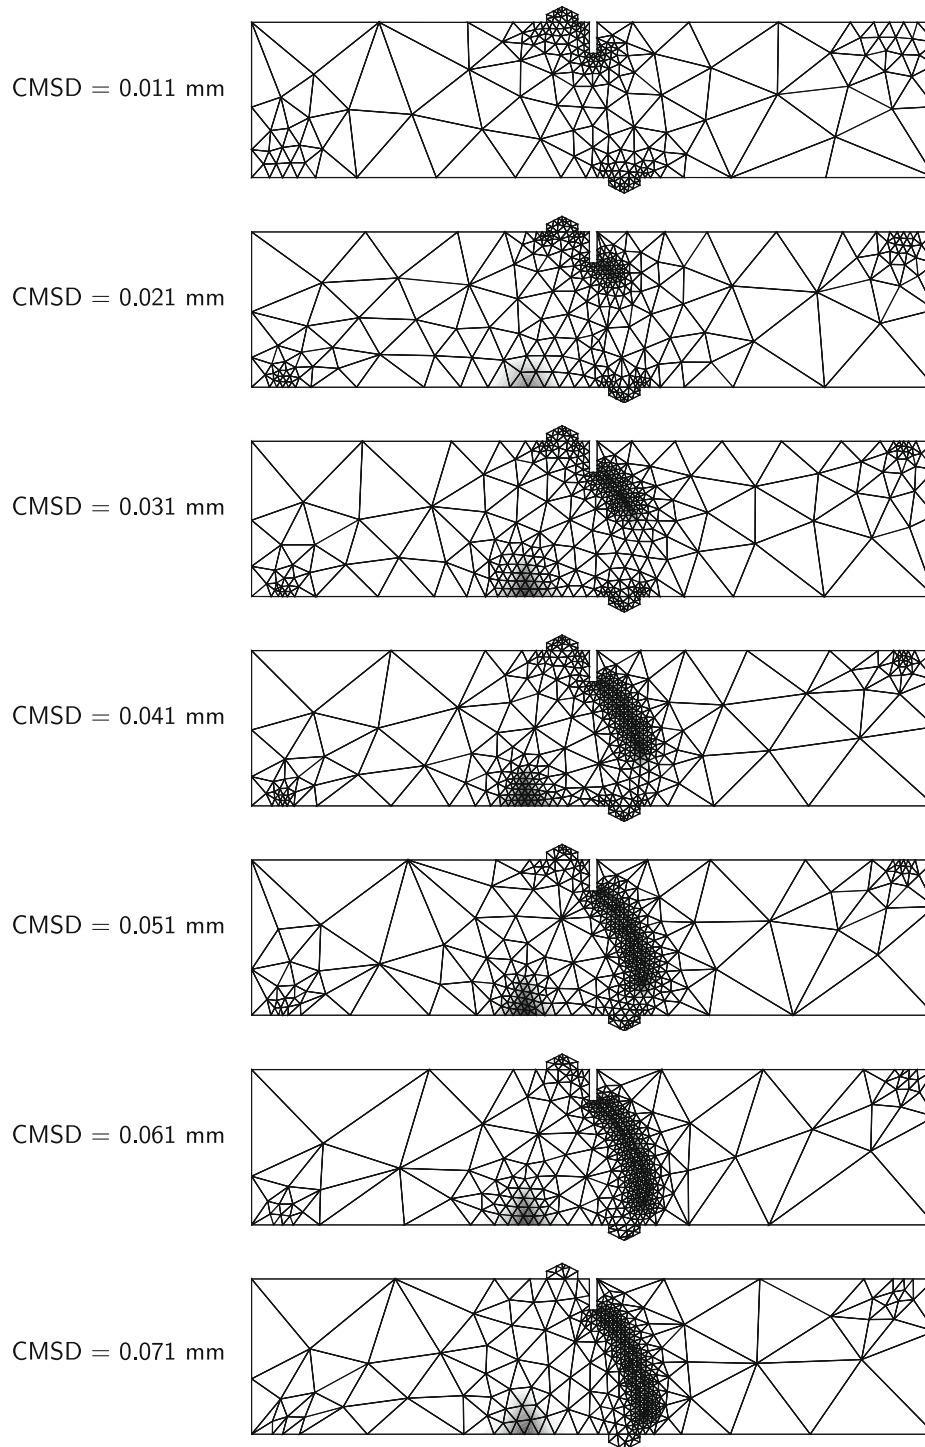 CMSD = 0.011 mm
CMSD = 0.021 mm
CMSD = 0.031 mm
CMSD = 0.041 mm
CMSD = 0.051 mm
CMSD = 0.061 mm
CMSD = 0.071 mm